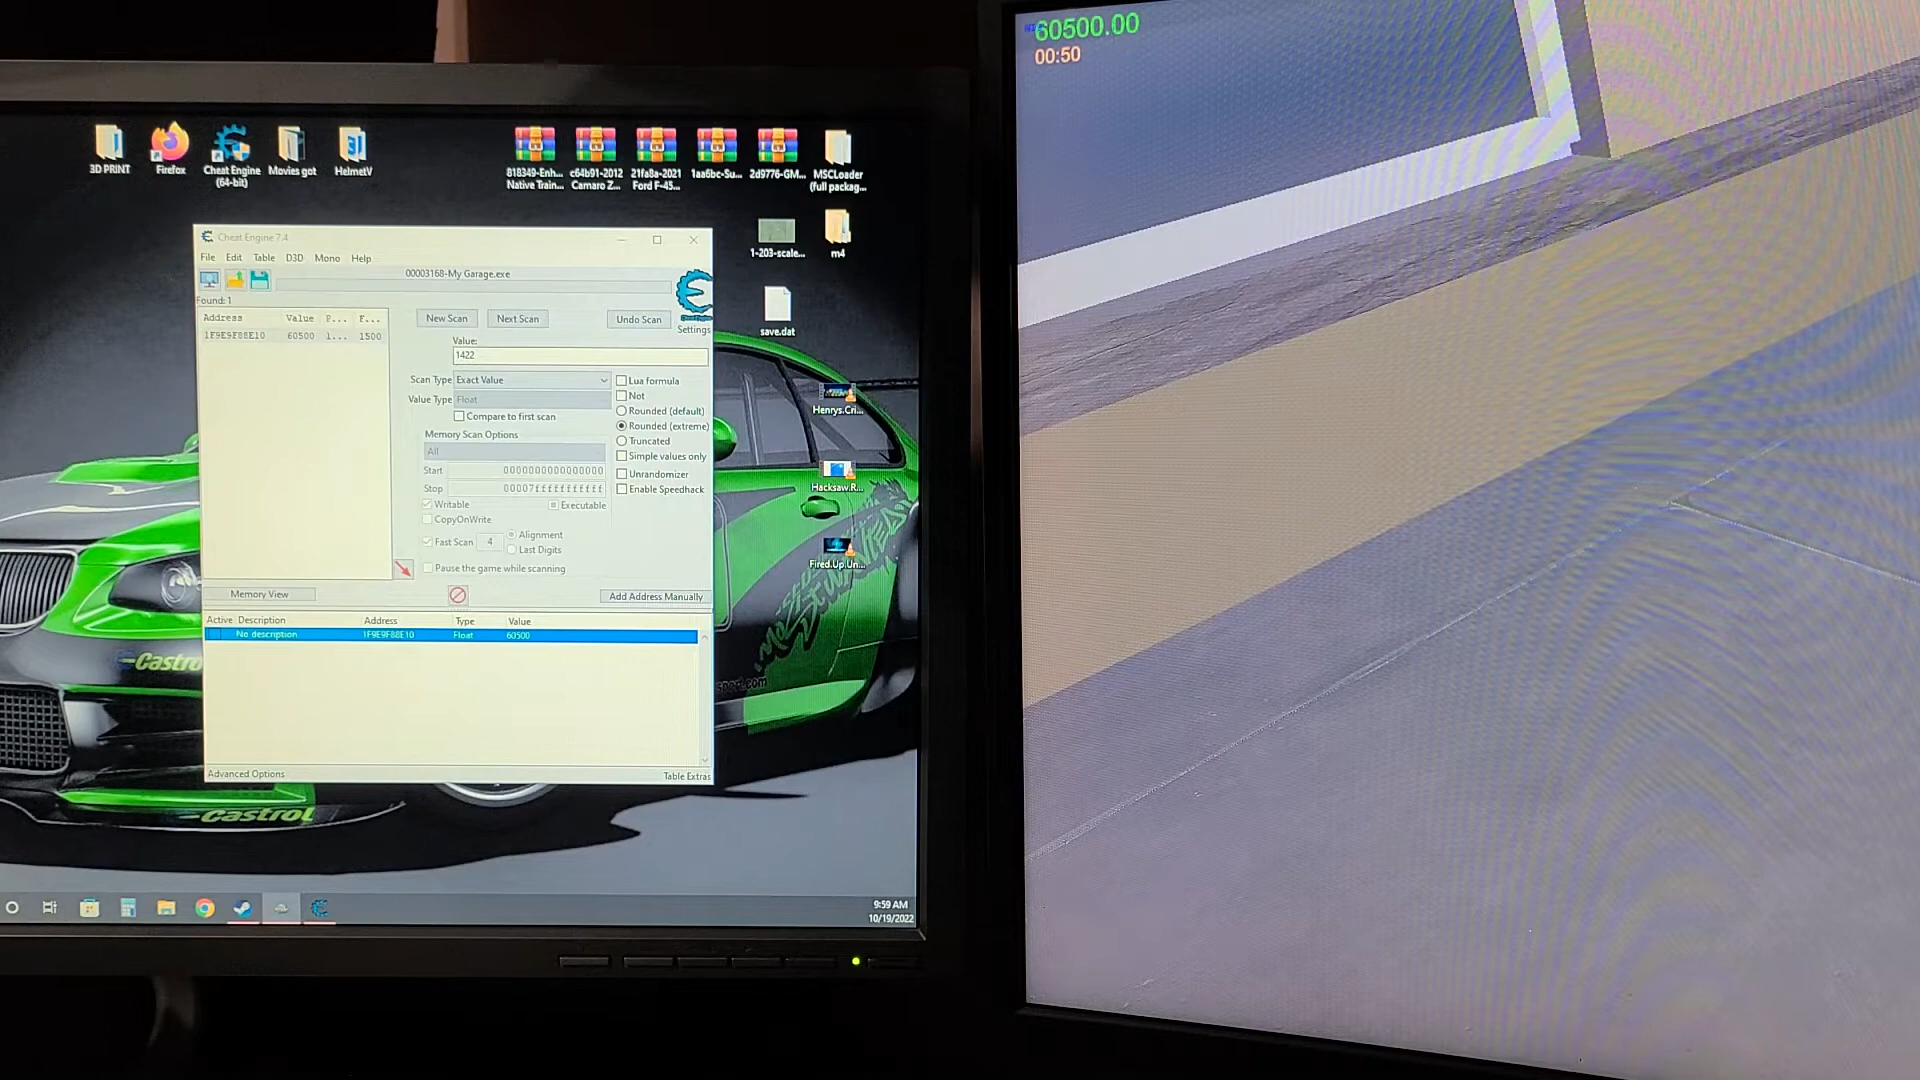 60500.00
00:50
3D PRINT
Firefox
Cheat Engine
(64-bit)
Movies got
HelmetV
818349-Enh...
Native Train...
c64b91-2012
Camaro Z...
21fa8a-2021
Ford F-45...
1aa6bc-Su...
2d9776-GM...
MSCLoader
(full packag...
1-203-scale...
m4
save.dat
Henrys.Cri...
Hacksaw.R...
Fired.Up.Un...
Cheat Engine 7.4
File Edit Table D3D Mono Help
00003168-My Garage.exe
Found: 1
Address Value P... F...
1F9E9F88E10 60500 1... 1500
New Scan Next Scan Undo Scan
Settings
Value:
1422
Scan Type Exact Value
Value Type Float
Compare to first scan
Lua formula
Not
Rounded (default)
Rounded (extreme)
Truncated
Simple values only
Unrandomizer
Enable Speedhack
Memory Scan Options
All
Start 0000000000000000
Stop 00007fffffffffff
Writable Executable
CopyOnWrite
Fast Scan 4 Alignment
Last Digits
Pause the game while scanning
Memory View
Add Address Manually
Active Description Address Type Value
No description 1F9E9F88E10 Float 60500
Advanced Options Table Extras
Castrol
Castrol
9:59 AM
10/19/2022